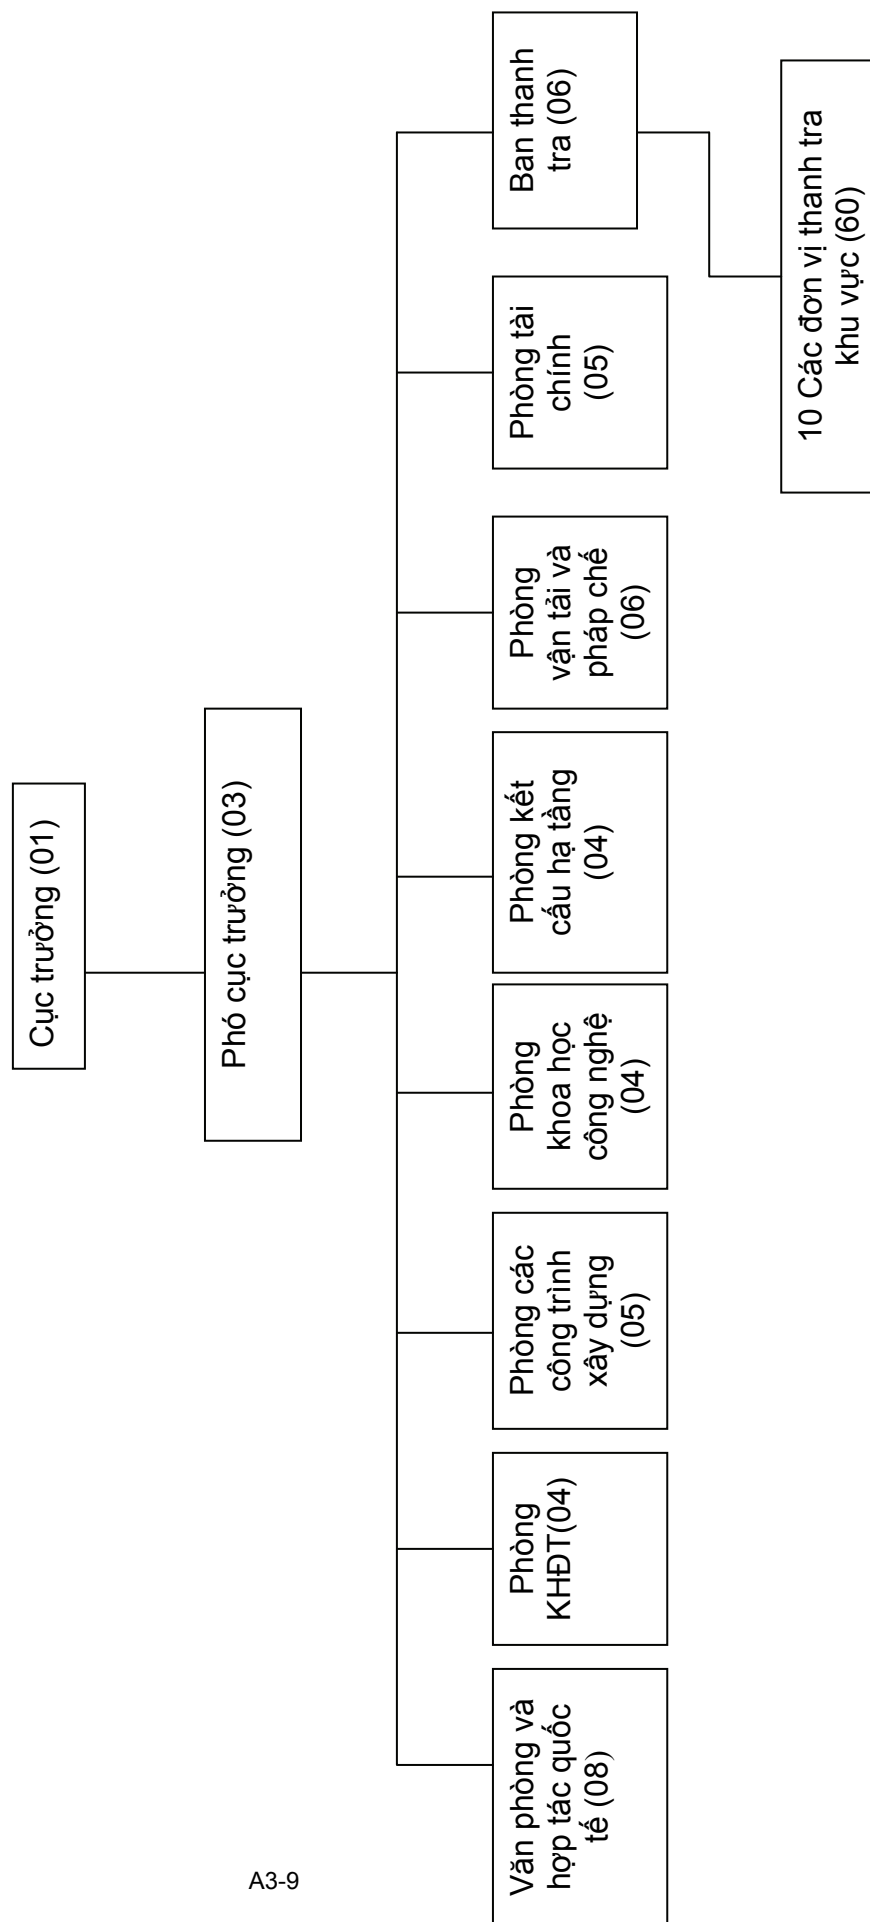 Cục trưởng (01)
Phó cục trưởng (03)
Văn phòng và
hợp tác quốc
tế (08)
Phòng
KHĐT(04)
Phòng các
công trình
xây dựng
(05)
Phòng
khoa học
công nghệ
(04)
Phòng kết
cấu hạ tầng
(04)
Phòng
vận tải và
pháp chế
(06)
Phòng tài
chính
(05)
Ban thanh
tra (06)
10 Các đơn vị thanh tra
khu vực (60)
A3-9